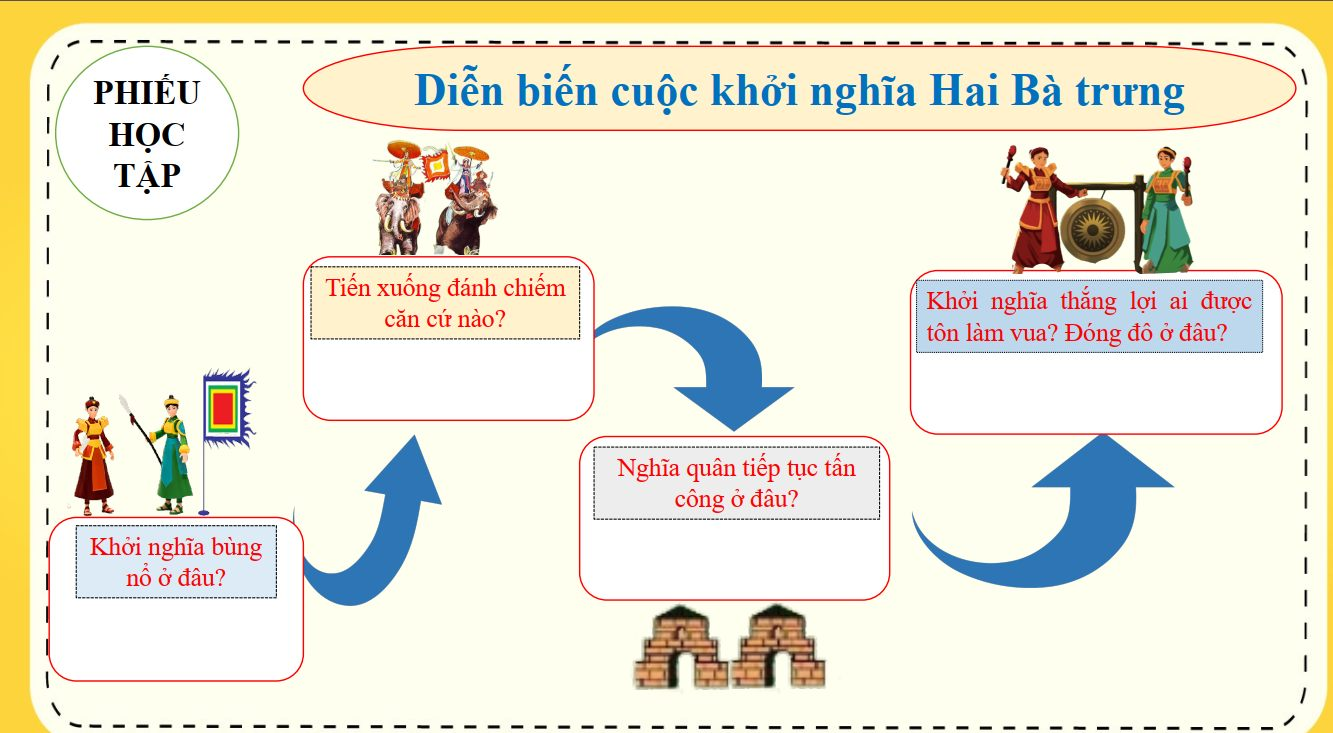 PHIẾU
HỌC
TẬP
Diễn biến cuộc khởi nghĩa Hai Bà trưng
Khởi nghĩa bùng
nổ ở đâu?
Tiến xuống đánh chiếm
căn cứ nào?
Nghĩa quân tiếp tục tấn
công ở đâu?
Khởi nghĩa thắng lợi ai được
tôn làm vua? Đóng đô ở đâu?